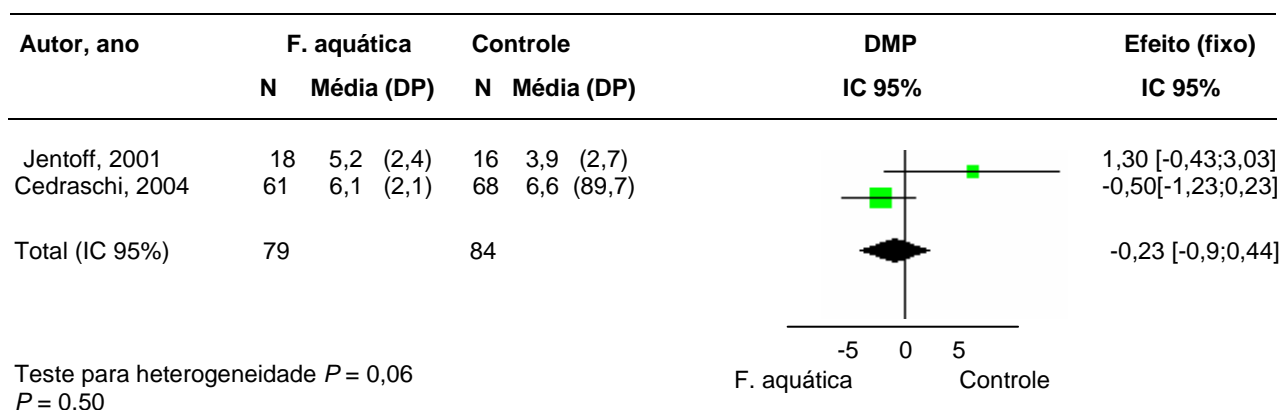 Autor, ano F. aquática Controle DMP Efeito (fixo)
N Média (DP) N Média (DP) IC 95% IC 95%
Jentoff, 2001 18 5,2 (2,4) 16 3,9 (2,7) 1,30 [-0,43;3,03]
Cedraschi, 2004 61 6,1 (2,1) 68 6,6 (89,7) -0,50[-1,23;0,23]
Total (IC 95%) 79 84 -0,23 [-0,9;0,44]
-5 0 5
Teste para heterogeneidade P = 0,06 F. aquática Controle
P = 0,50